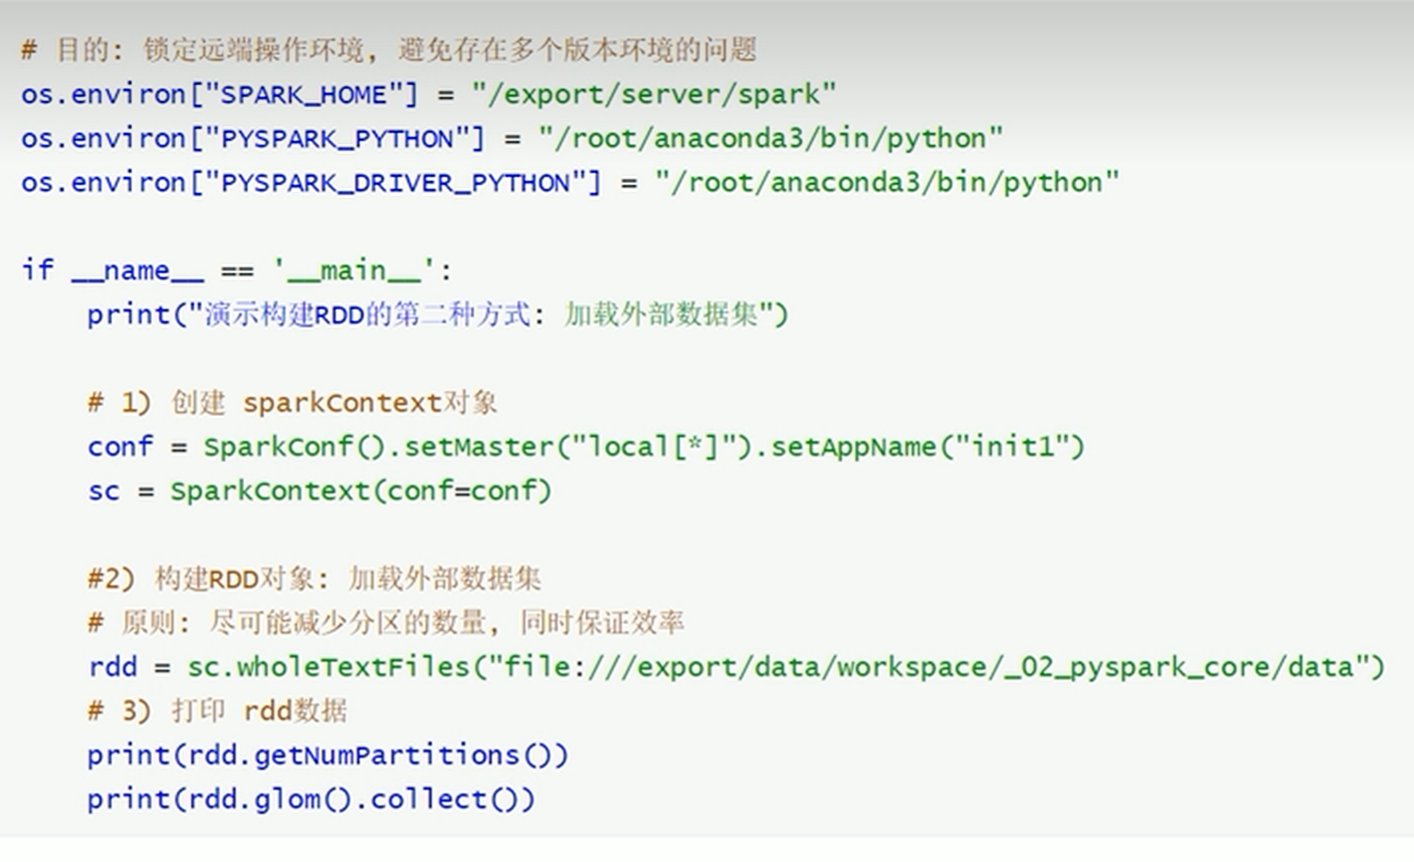 # 目的: 锁定远端操作环境, 避免存在多个版本环境的问题
os.environ["SPARK_HOME"] = "/export/server/spark"
os.environ["PYSPARK_PYTHON"] = "/root/anaconda3/bin/python"
os.environ["PYSPARK_DRIVER_PYTHON"] = "/root/anaconda3/bin/python"
if __name__ == '__main__':
print("演示构建RDD的第二种方式: 加载外部数据集")
# 1) 创建 sparkContext对象
conf = SparkConf().setMaster("local[*]").setAppName("init1")
sc = SparkContext(conf=conf)
#2) 构建RDD对象: 加载外部数据集
# 原则: 尽可能减少分区的数量, 同时保证效率
rdd = sc.wholeTextFiles("file:///export/data/workspace/_02_pyspark_core/data")
# 3) 打印 rdd数据
print(rdd.getNumPartitions())
print(rdd.glom().collect())